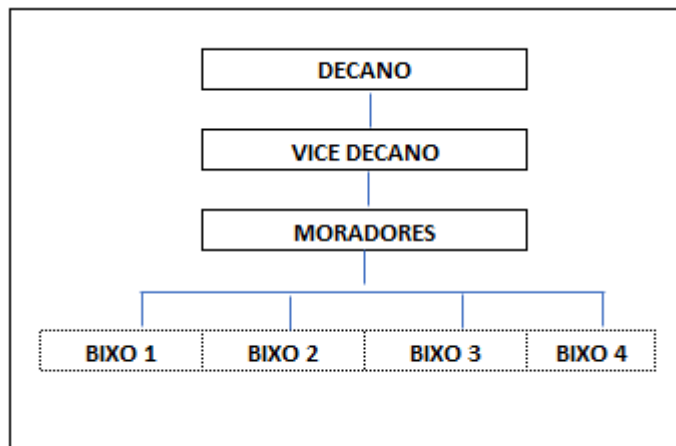 DECANO
VICE DECANO
MORADORES
BIXO 1 BIXO 2 BIXO 3 BIXO 4